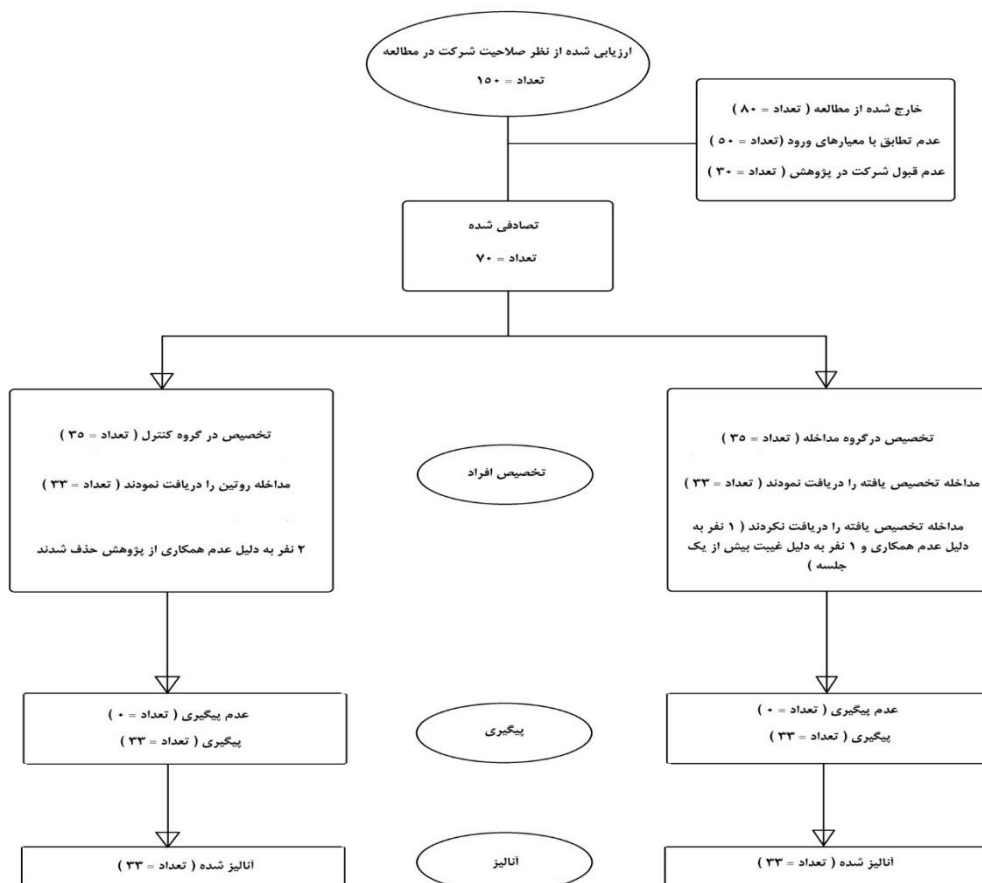 ارزیابی شده از نظر صلاحیت شرکت در مطالعه
تعداد = ۱۵۰
خارج شده از مطالعه ( تعداد = ۸۰ )
عدم تطابق با معیارهای ورود (تعداد = ۵۰ )
عدم قبول شرکت در پژوهش ( تعداد = ۳۰ )
تصادفی شده
تعداد = ۷۰
تخصیص درگروه مداخله ( تعداد = ۳۵ )
مداخله تخصیص یافته را دریافت نمودند ( تعداد = ۳۳ )
مداخله تخصیص یافته را دریافت نکردند ( ۱ نفر به
دلیل عدم همکاری و ۱ نفر به دلیل غیبت بیش از یک
جلسه )
تخصیص افراد
تخصیص در گروه کنترل ( تعداد = ۳۵ )
مداخله روتین را دریافت نمودند ( تعداد = ۳۳ )
۲ نفر به دلیل عدم همکاری از پژوهش حذف شدند
عدم پیگیری ( تعداد = ۰ )
پیگیری ( تعداد = ۳۳ )
پیگیری
عدم پیگیری ( تعداد = ۰ )
پیگیری ( تعداد = ۳۳ )
آنالیز شده ( تعداد = ۳۳ )
آنالیز
آنالیز شده ( تعداد = ۳۳ )